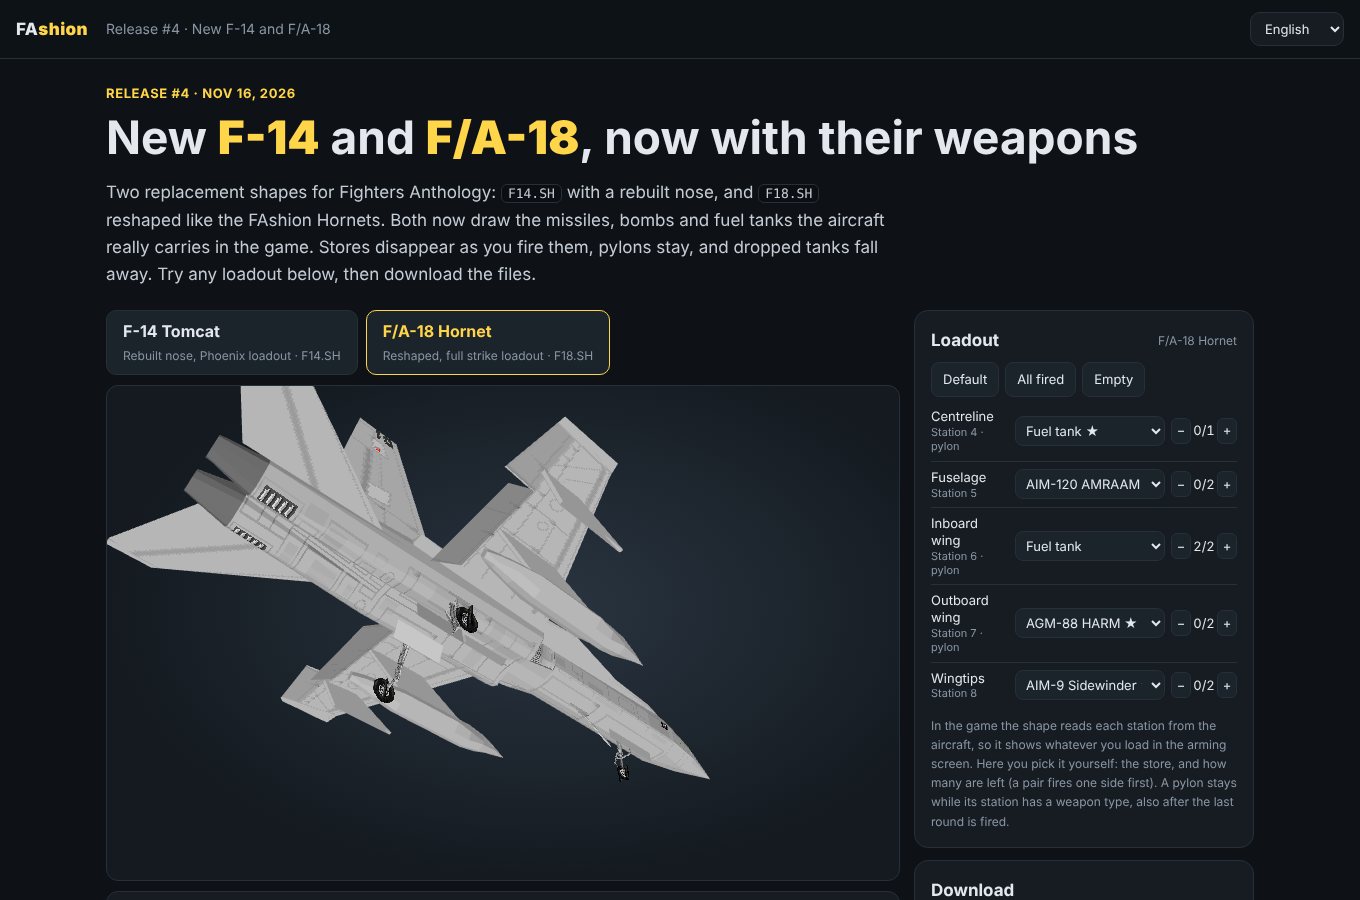 FAshion
Release #4 · New F-14 and F/A-18
English
RELEASE #4 · NOV 16, 2026
New F-14 and F/A-18, now with their weapons
Two replacement shapes for Fighters Anthology: F14.SH with a rebuilt nose, and F18.SH
reshaped like the FAshion Hornets. Both now draw the missiles, bombs and fuel tanks the aircraft
really carries in the game. Stores disappear as you fire them, pylons stay, and dropped tanks fall
away. Try any loadout below, then download the files.
F-14 Tomcat
Rebuilt nose, Phoenix loadout · F14.SH
F/A-18 Hornet
Reshaped, full strike loadout · F18.SH
Loadout
F/A-18 Hornet
Default
All fired
Empty
Centreline
Station 4 ·
pylon
Fuel tank ★
− 0/1 +
Fuselage
Station 5
AIM-120 AMRAAM
− 0/2 +
Inboard
wing
Station 6 ·
pylon
Fuel tank
− 2/2 +
Outboard
wing
Station 7 ·
pylon
AGM-88 HARM ★
− 0/2 +
Wingtips
Station 8
AIM-9 Sidewinder
− 0/2 +
In the game the shape reads each station from the
aircraft, so it shows whatever you load in the arming
screen. Here you pick it yourself: the store, and how
many are left (a pair fires one side first). A pylon stays
while its station has a weapon type, also after the last
round is fired.
Download